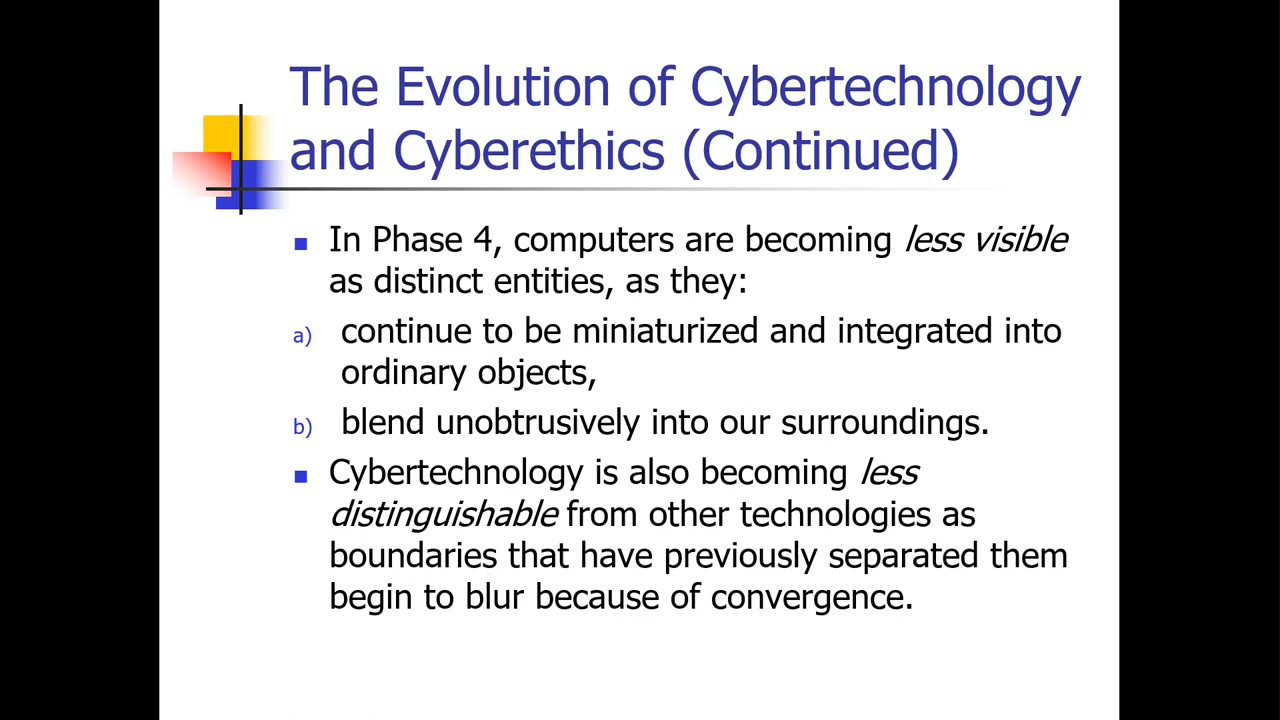 The Evolution of Cybertechnology
and Cyberethics (Continued)
In Phase 4, computers are becoming less visible
as distinct entities, as they:
a) continue to be miniaturized and integrated into
ordinary objects,
b) blend unobtrusively into our surroundings.
Cybertechnology is also becoming less
distinguishable from other technologies as
boundaries that have previously separated them
begin to blur because of convergence.